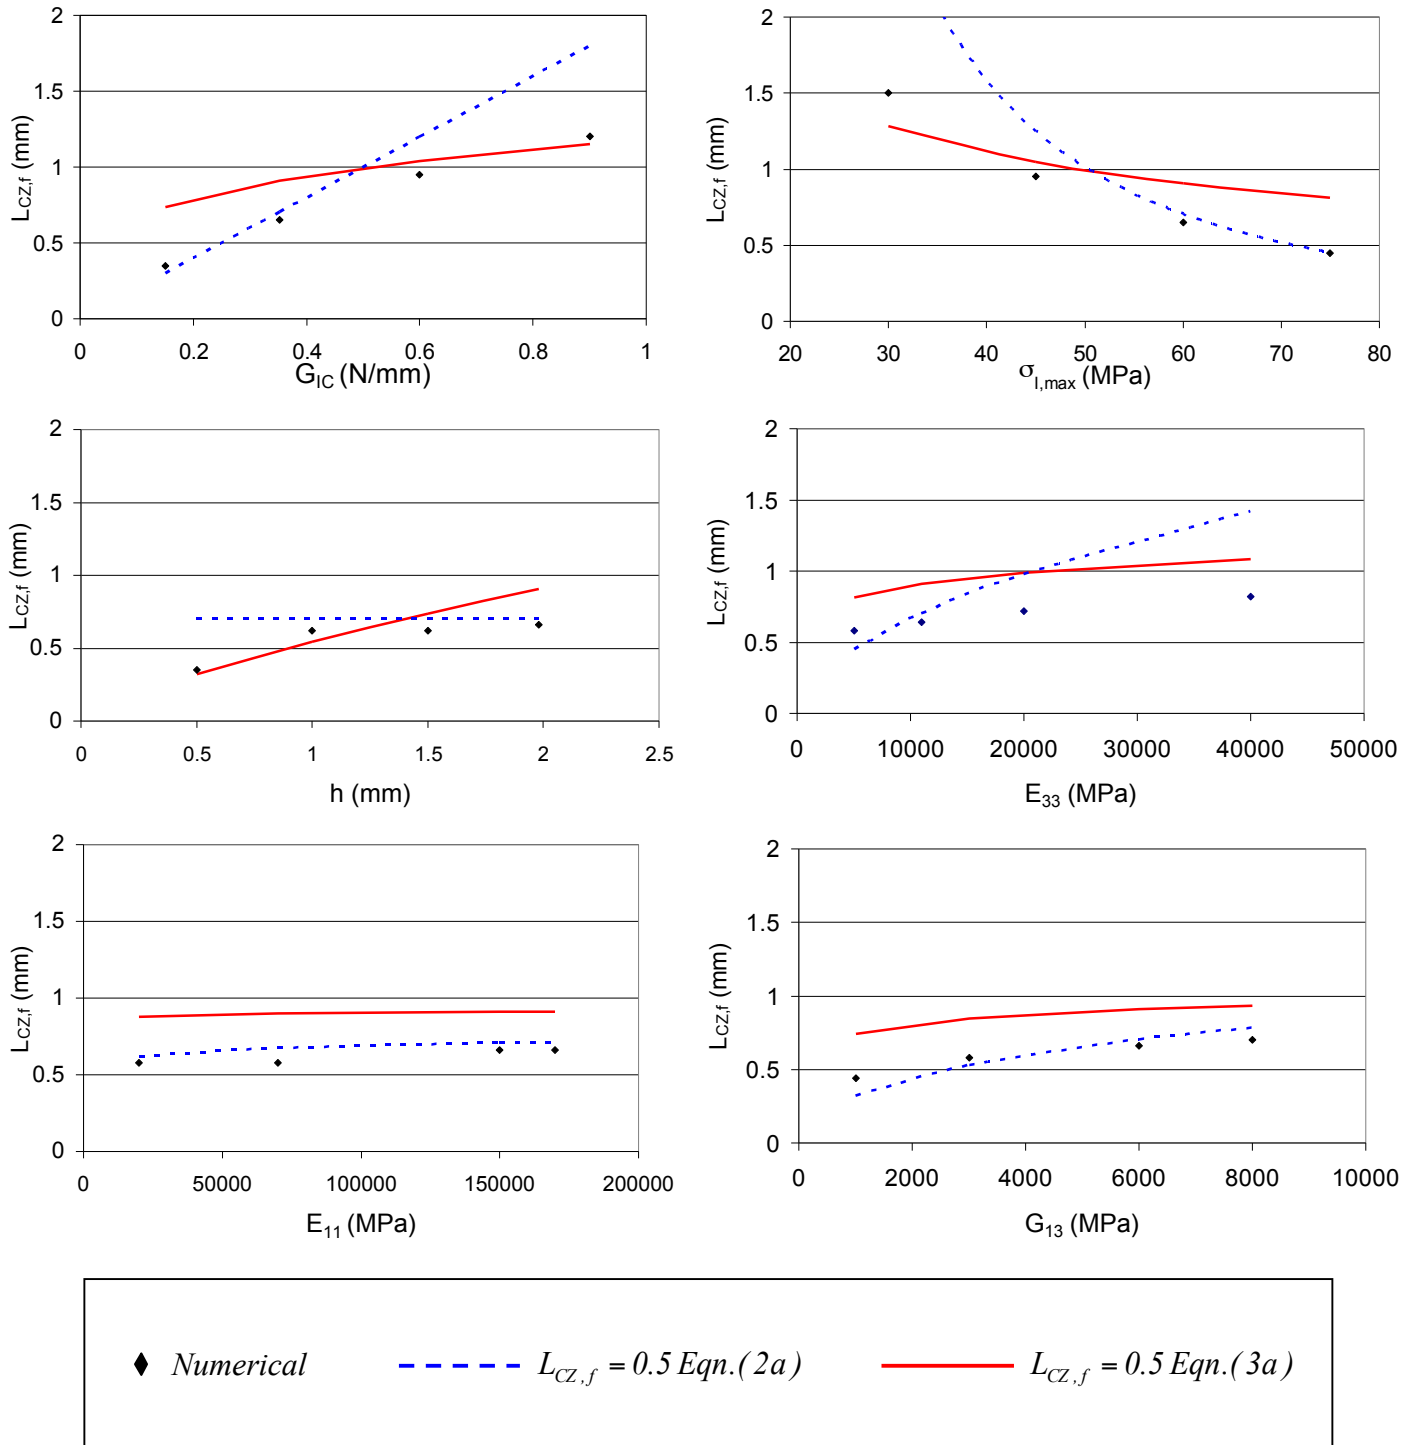 2
1.5
1
0.5
0
L_CZ,f (mm)
0 0.2 0.4 0.6 0.8 1
G_IC (N/mm)
2
1.5
1
0.5
0
L_CZ,f (mm)
20 30 40 50 60 70 80
σ_I,max (MPa)
2
1.5
1
0.5
0
L_CZ,f (mm)
0 0.5 1 1.5 2 2.5
h (mm)
2
1.5
1
0.5
0
L_CZ,f (mm)
0 10000 20000 30000 40000 50000
E_33 (MPa)
2
1.5
1
0.5
0
L_CZ,f (mm)
0 50000 100000 150000 200000
E_11 (MPa)
2
1.5
1
0.5
0
L_CZ,f (mm)
0 2000 4000 6000 8000 10000
G_13 (MPa)
Numerical L_CZ,f = 0.5 Eqn.(2a) L_CZ,f = 0.5 Eqn.(3a)